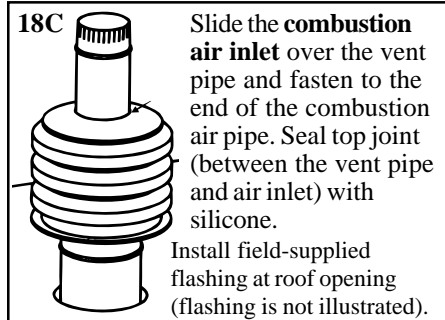 18C
Slide the combustion
air inlet over the vent
pipe and fasten to the
end of the combustion
air pipe. Seal top joint
(between the vent pipe
and air inlet) with
silicone.
Install field-supplied
flashing at roof opening
(flashing is not illustrated).